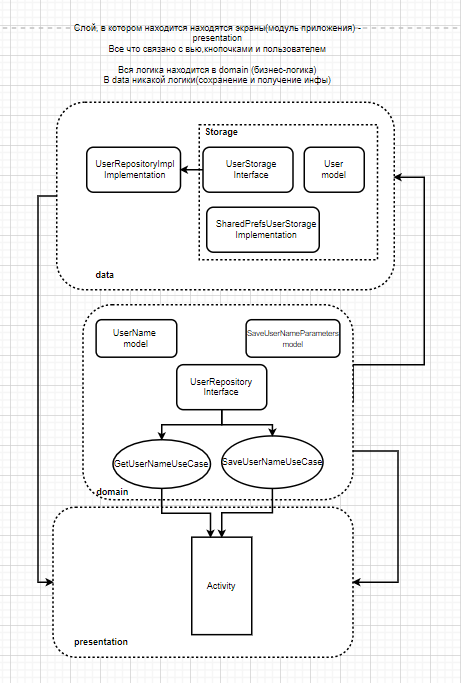 Слой, в котором находится находятся экраны(модуль приложения) -
presentation
Все что связано с вью,кнопочками и пользователем
Вся логика находится в domain (бизнес-логика)
В data никакой логики(сохранение и получение инфы)
Storage
UserRepositoryImpl
Implementation
UserStorage
Interface
User
model
SharedPrefsUserStorage
Implementation
data
UserName
model
SaveUserNameParameters
model
UserRepository
Interface
GetUserNameUseCase
SaveUserNameUseCase
domain
Activity
presentation